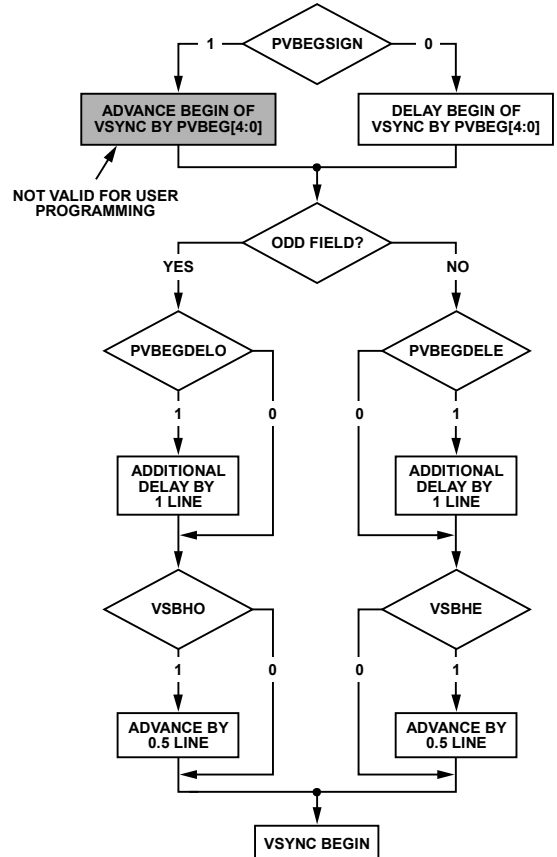 PVBEGSIGN
1
0
ADVANCE BEGIN OF
VSYNC BY PVBEG[4:0]
DELAY BEGIN OF
VSYNC BY PVBEG[4:0]
NOT VALID FOR USER
PROGRAMMING
ODD FIELD?
YES
NO
PVBEGDELO
PVBEGDELE
1
0
0
1
ADDITIONAL
DELAY BY
1 LINE
ADDITIONAL
DELAY BY
1 LINE
VSBHO
VSBHE
1
0
0
1
ADVANCE BY
0.5 LINE
ADVANCE BY
0.5 LINE
VSYNC BEGIN